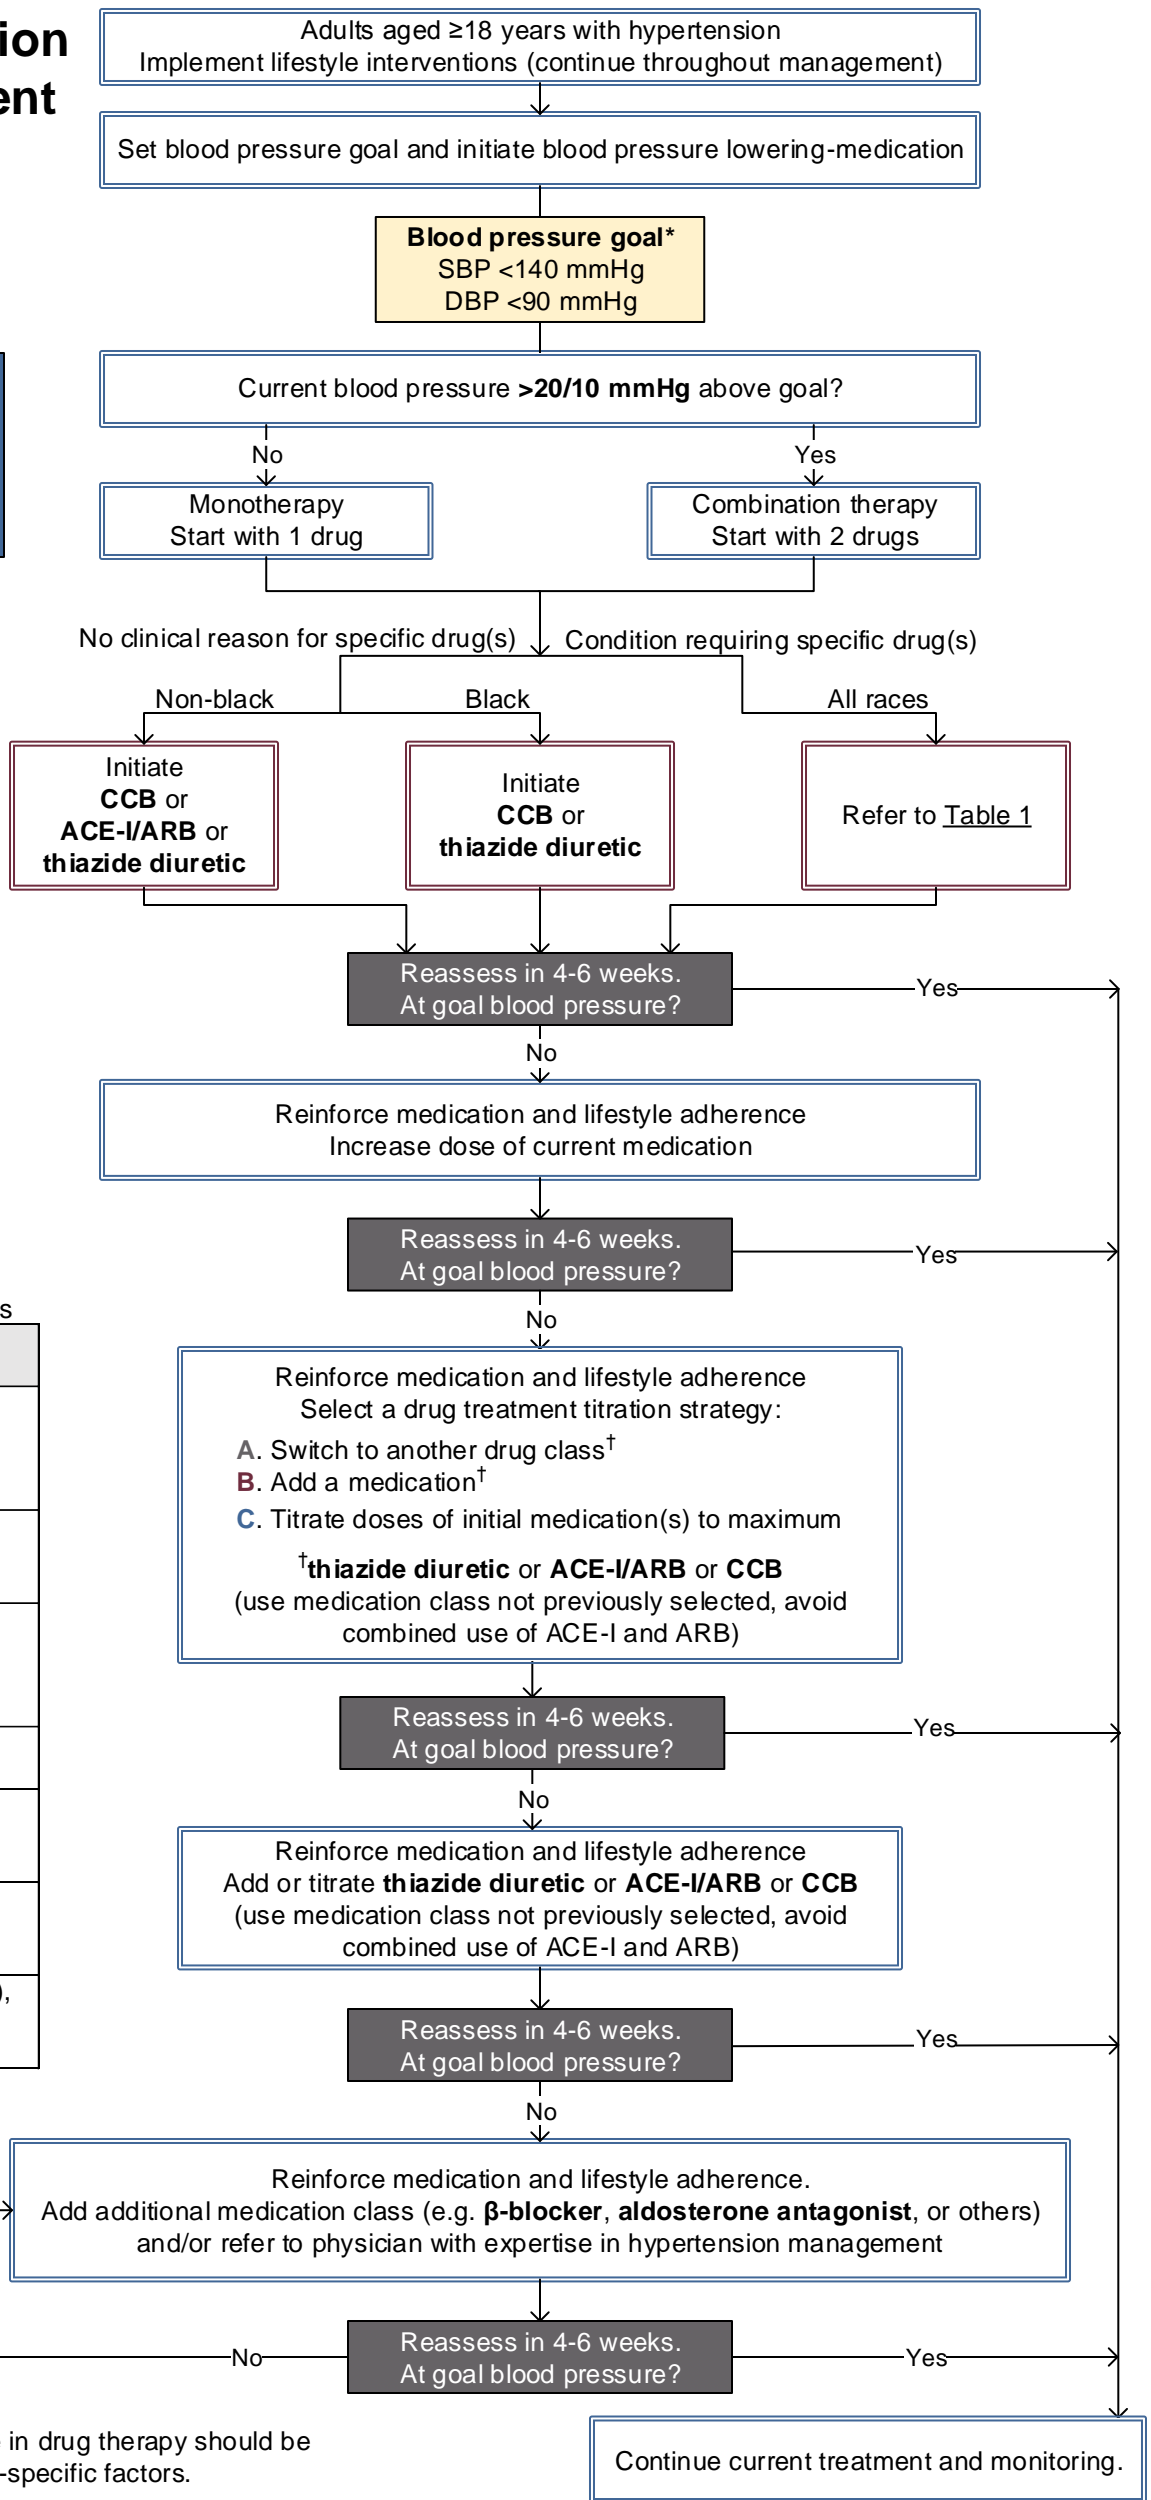 Adults aged ≥18 years with hypertension
Implement lifestyle interventions (continue throughout management)
Set blood pressure goal and initiate blood pressure lowering-medication
Blood pressure goal*
SBP <140 mmHg
DBP <90 mmHg
Current blood pressure >20/10 mmHg above goal?
No
Yes
Monotherapy
Start with 1 drug
Combination therapy
Start with 2 drugs
No clinical reason for specific drug(s)
Condition requiring specific drug(s)
Non-black
Black
All races
Initiate
CCB or
ACE-I/ARB or
thiazide diuretic
Initiate
CCB or
thiazide diuretic
Refer to Table 1
Reassess in 4-6 weeks.
At goal blood pressure?
Yes
No
Reinforce medication and lifestyle adherence
Increase dose of current medication
Reassess in 4-6 weeks.
At goal blood pressure?
Yes
No
Reinforce medication and lifestyle adherence
Select a drug treatment titration strategy:
A. Switch to another drug class†
B. Add a medication†
C. Titrate doses of initial medication(s) to maximum
†thiazide diuretic or ACE-I/ARB or CCB
(use medication class not previously selected, avoid
combined use of ACE-I and ARB)
Reassess in 4-6 weeks.
At goal blood pressure?
Yes
No
Reinforce medication and lifestyle adherence
Add or titrate thiazide diuretic or ACE-I/ARB or CCB
(use medication class not previously selected, avoid
combined use of ACE-I and ARB)
Reassess in 4-6 weeks.
At goal blood pressure?
Yes
No
Reinforce medication and lifestyle adherence.
Add additional medication class (e.g. β-blocker, aldosterone antagonist, or others)
and/or refer to physician with expertise in hypertension management
Reassess in 4-6 weeks.
At goal blood pressure?
No
Yes
in drug therapy should be
-specific factors.
Continue current treatment and monitoring.